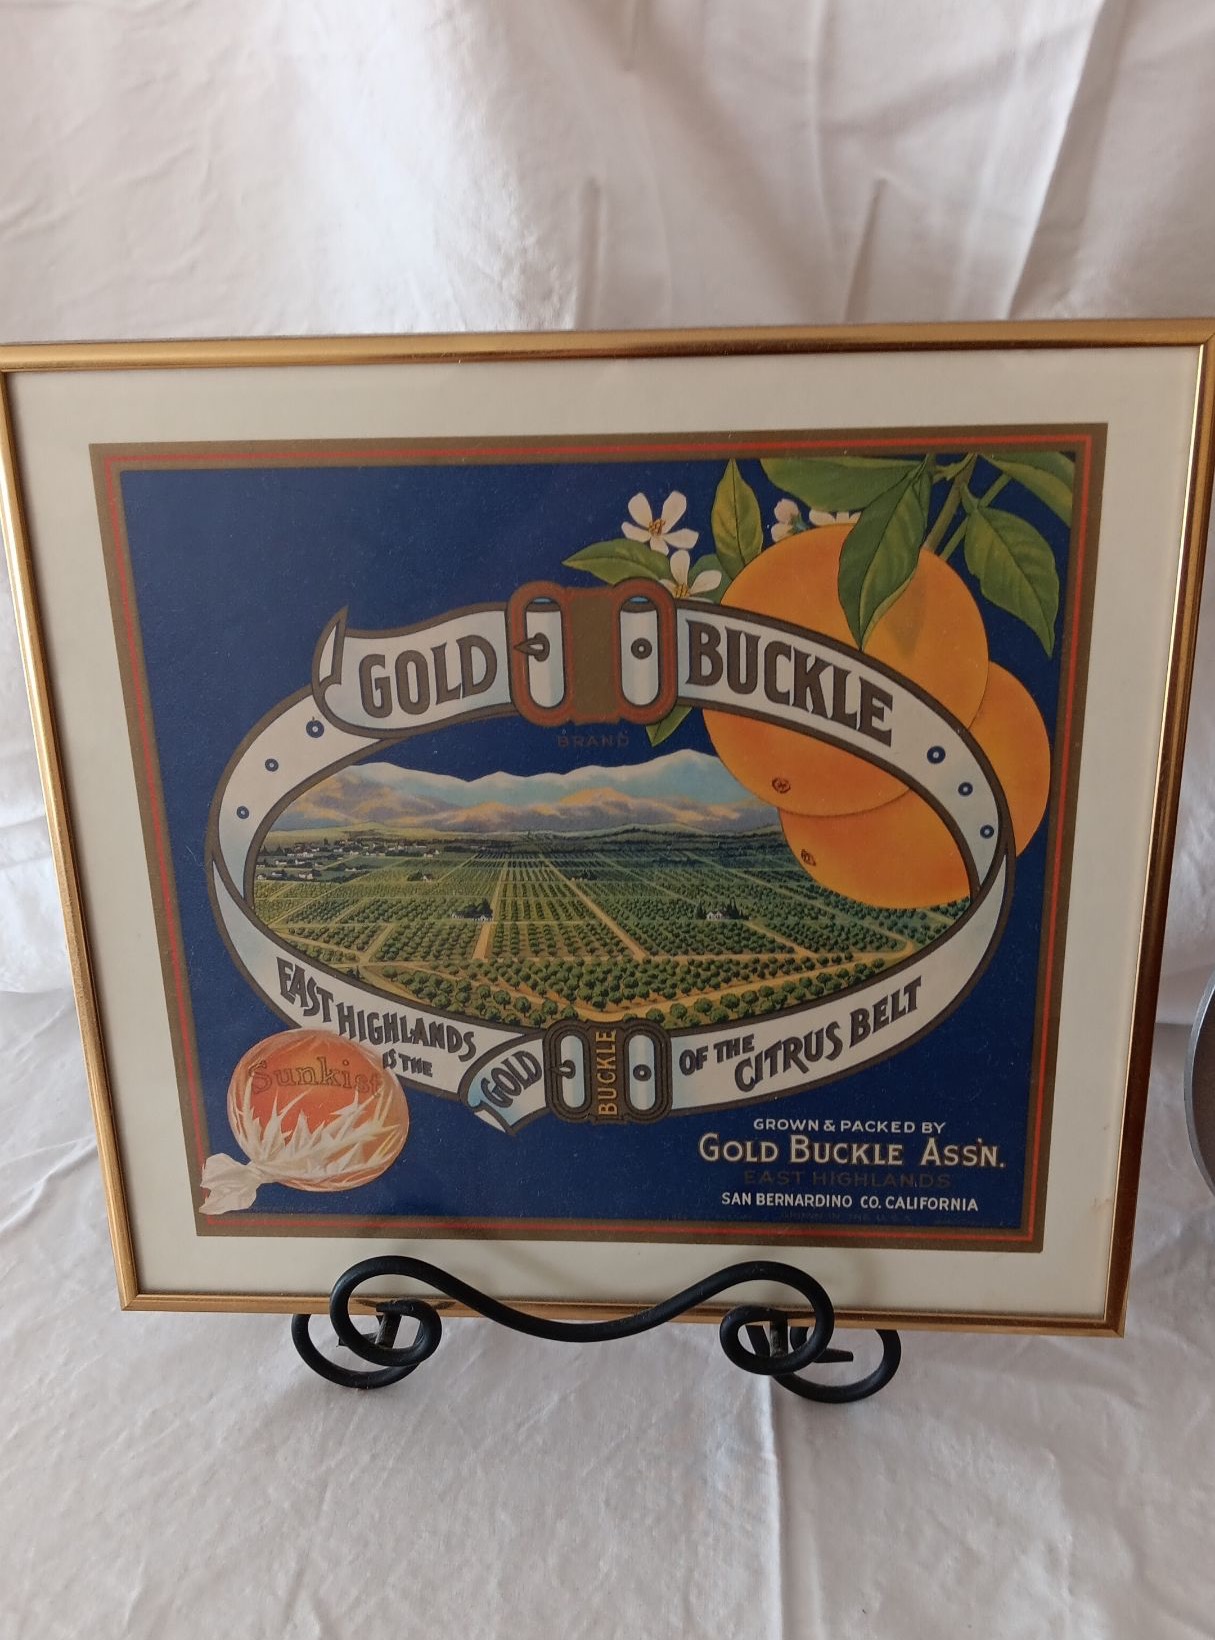 GOLD BUCKLE
BRAND
EAST HIGHLANDS
IS THE
GOLD
BUCKLE
OF THE
CITRUS BELT
Sunkist
GROWN & PACKED BY
GOLD BUCKLE ASS'N.
EAST HIGHLANDS
SAN BERNARDINO CO. CALIFORNIA